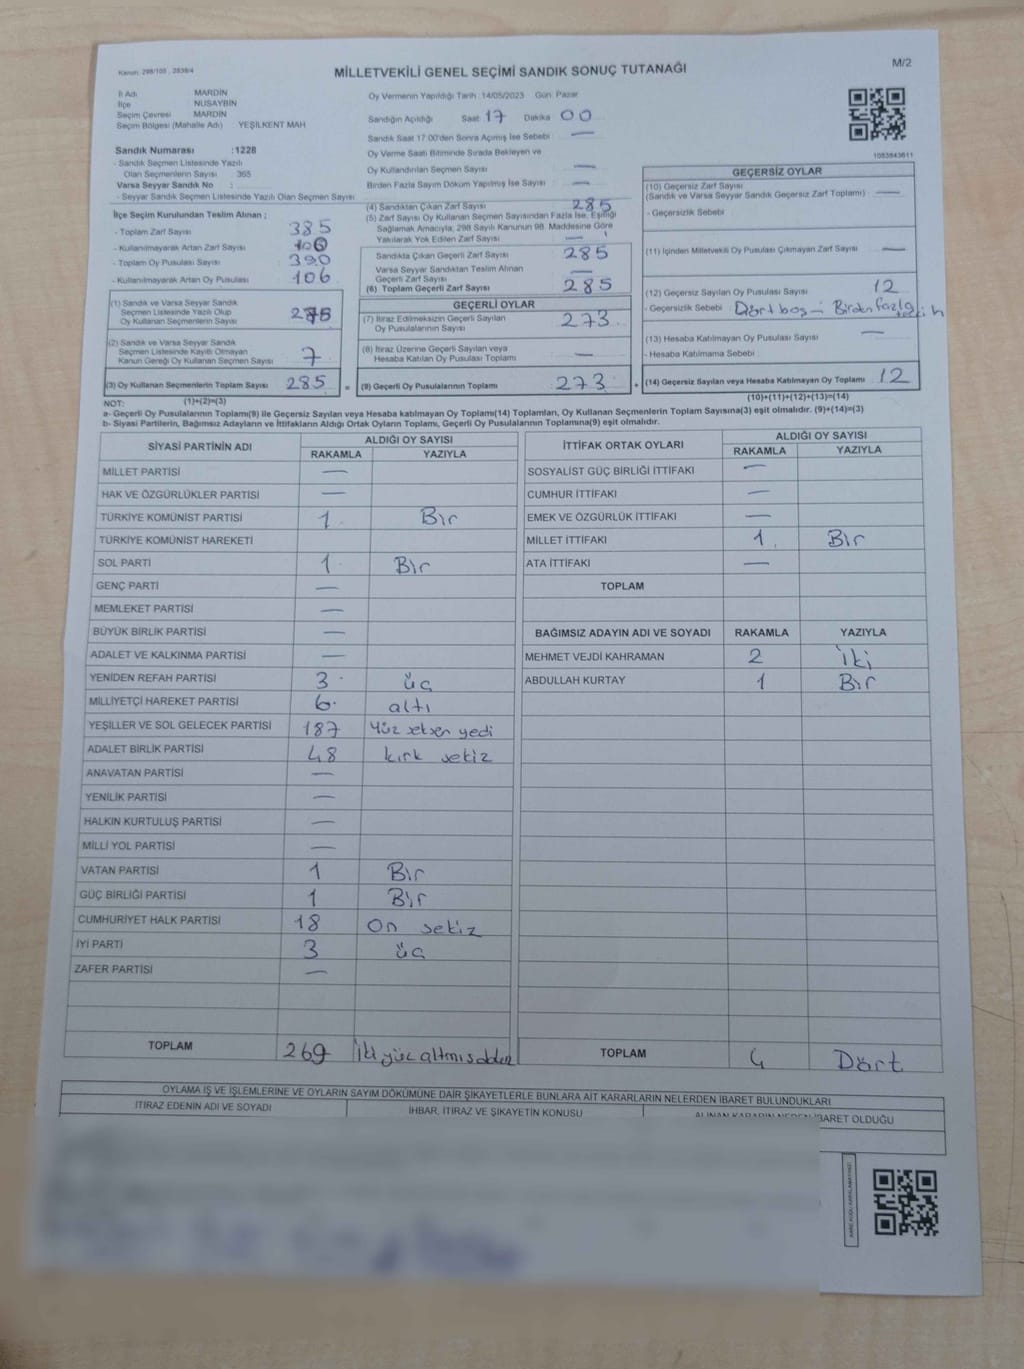 Kanun: 298/105 , 2839/4
MİLLETVEKİLİ GENEL SEÇİMİ SANDIK SONUÇ TUTANAĞI
M/2
İl Adı MARDİN
İlçe NUSAYBİN
Seçim Çevresi MARDİN
Seçim Bölgesi (Mahalle Adı) YEŞİLKENT MAH
Sandık Numarası :1228
- Sandık Seçmen Listesinde Yazılı
Olan Seçmenlerin Sayısı : 365
Varsa Seyyar Sandık No :
- Seyyar Sandık Seçmen Listesinde Yazılı Olan Seçmen Sayısı
Oy Vermenin Yapıldığı Tarih 14/05/2023 Gün: Pazar
Sandığın Açıldığı Saat 17 Dakika 00
Sandık Saat 17.00'den Sonra Açılmış İse Sebebi —
Oy Verme Saati Bitiminde Sırada Bekleyen ve
Oy Kullandırılan Seçmen Sayısı —
Birden Fazla Sayım Döküm Yapılmış İse Sayısı —
1083843611
İlçe Seçim Kurulundan Teslim Alınan ;
- Toplam Zarf Sayısı 385
- Kullanılmayarak Artan Zarf Sayısı 100
- Toplam Oy Pusulası Sayısı 390
- Kullanılmayarak Artan Oy Pusulası 106
(1) Sandık ve Varsa Seyyar Sandık
Seçmen Listesinde Yazılı Olup
Oy Kullanan Seçmenlerin Sayısı
(2) Sandık ve Varsa Seyyar Sandık
Seçmen Listesinde Kayıtlı Olmayan
Kanun Gereği Oy Kullanan Seçmen Sayısı 7
(3) Oy Kullanan Seçmenlerin Toplam Sayısı 285 =
(4) Sandıktan Çıkan Zarf Sayısı 285
(5) Zarf Sayısı Oy Kullanan Seçmen Sayısından Fazla İse, Eşitliği
Sağlamak Amacıyla, 298 Sayılı Kanunun 98. Maddesine Göre
Yakılarak Yok Edilen Zarf Sayısı —
Sandıkta Çıkan Geçerli Zarf Sayısı 285
Varsa Seyyar Sandıktan Teslim Alınan
Geçerli Zarf Sayısı —
(6) Toplam Geçerli Zarf Sayısı 285
GEÇERLİ OYLAR
(7) İtiraz Edilmeksizin Geçerli Sayılan
Oy Pusulalarının Sayısı 273
(8) İtiraz Üzerine Geçerli Sayılan veya
Hesaba Katılan Oy Pusulası Toplamı —
(9) Geçerli Oy Pusulalarının Toplamı 273 +
GEÇERSİZ OYLAR
(10) Geçersiz Zarf Sayısı
(Sandık ve Varsa Seyyar Sandık Geçersiz Zarf Toplamı) —
- Geçersizlik Sebebi
(11) İçinden Milletvekili Oy Pusulası Çıkmayan Zarf Sayısı —
(12) Geçersiz Sayılan Oy Pusulası Sayısı 12
- Geçersizlik Sebebi Dört boş — Birden fazla
(13) Hesaba Katılmayan Oy Pusulası Sayısı —
- Hesaba Katılmama Sebebi
(14) Geçersiz Sayılan veya Hesaba Katılmayan Oy Toplamı 12
NOT: (1)+(2)=(3)
(10)+(11)+(12)+(13)=(14)
a- Geçerli Oy Pusulalarının Toplamı(9) ile Geçersiz Sayılan veya Hesaba katılmayan Oy Toplamı(14) Toplamları, Oy Kullanan Seçmenlerin Toplam Sayısına(3) eşit olmalıdır. (9)+(14)=(3)
b- Siyasi Partilerin, Bağımsız Adayların ve İttifakların Aldığı Oyların Toplamı, Geçerli Oy Pusulalarının Toplamına(9) eşit olmalıdır.
SİYASİ PARTİNİN ADI ALDIĞI OY SAYISI
RAKAMLA YAZIYLA
MİLLET PARTİSİ —
HAK VE ÖZGÜRLÜKLER PARTİSİ —
TÜRKİYE KOMÜNİST PARTİSİ 1 Bir
TÜRKİYE KOMÜNİST HAREKETİ
SOL PARTİ 1 Bir
GENÇ PARTİ —
MEMLEKET PARTİSİ —
BÜYÜK BİRLİK PARTİSİ —
ADALET VE KALKINMA PARTİSİ —
YENİDEN REFAH PARTİSİ 3 üç
MİLLİYETÇİ HAREKET PARTİSİ 6 altı
YEŞİLLER VE SOL GELECEK PARTİSİ 187 Yüz seksen yedi
ADALET BİRLİK PARTİSİ 48 kırk sekiz
ANAVATAN PARTİSİ —
YENİLİK PARTİSİ —
HALKIN KURTULUŞ PARTİSİ —
MİLLİ YOL PARTİSİ —
VATAN PARTİSİ 1 Bir
GÜÇ BİRLİĞİ PARTİSİ 1 Bir
CUMHURİYET HALK PARTİSİ 18 On sekiz
İYİ PARTİ 3 üç
ZAFER PARTİSİ —
TOPLAM 269
İTTİFAK ORTAK OYLARI ALDIĞI OY SAYISI
RAKAMLA YAZIYLA
SOSYALİST GÜÇ BİRLİĞİ İTTİFAKI —
CUMHUR İTTİFAKI —
EMEK VE ÖZGÜRLÜK İTTİFAKI —
MİLLET İTTİFAKI 1 Bir
ATA İTTİFAKI —
TOPLAM
BAĞIMSIZ ADAYIN ADI VE SOYADI RAKAMLA YAZIYLA
MEHMET VEJDİ KAHRAMAN 2 İki
ABDULLAH KURTAY 1 Bir
TOPLAM 4 Dört
OYLAMA İŞ VE İŞLEMLERİNE VE OYLARIN SAYIM DÖKÜMÜNE DAİR ŞİKAYETLERLE BUNLARA AİT KARARLARIN NELERDEN İBARET BULUNDUKLARI
İTİRAZ EDENİN ADI VE SOYADI İHBAR, İTİRAZ VE ŞİKAYETİN KONUSU ALINAN KARARIN NEDEN İBARET OLDUĞU